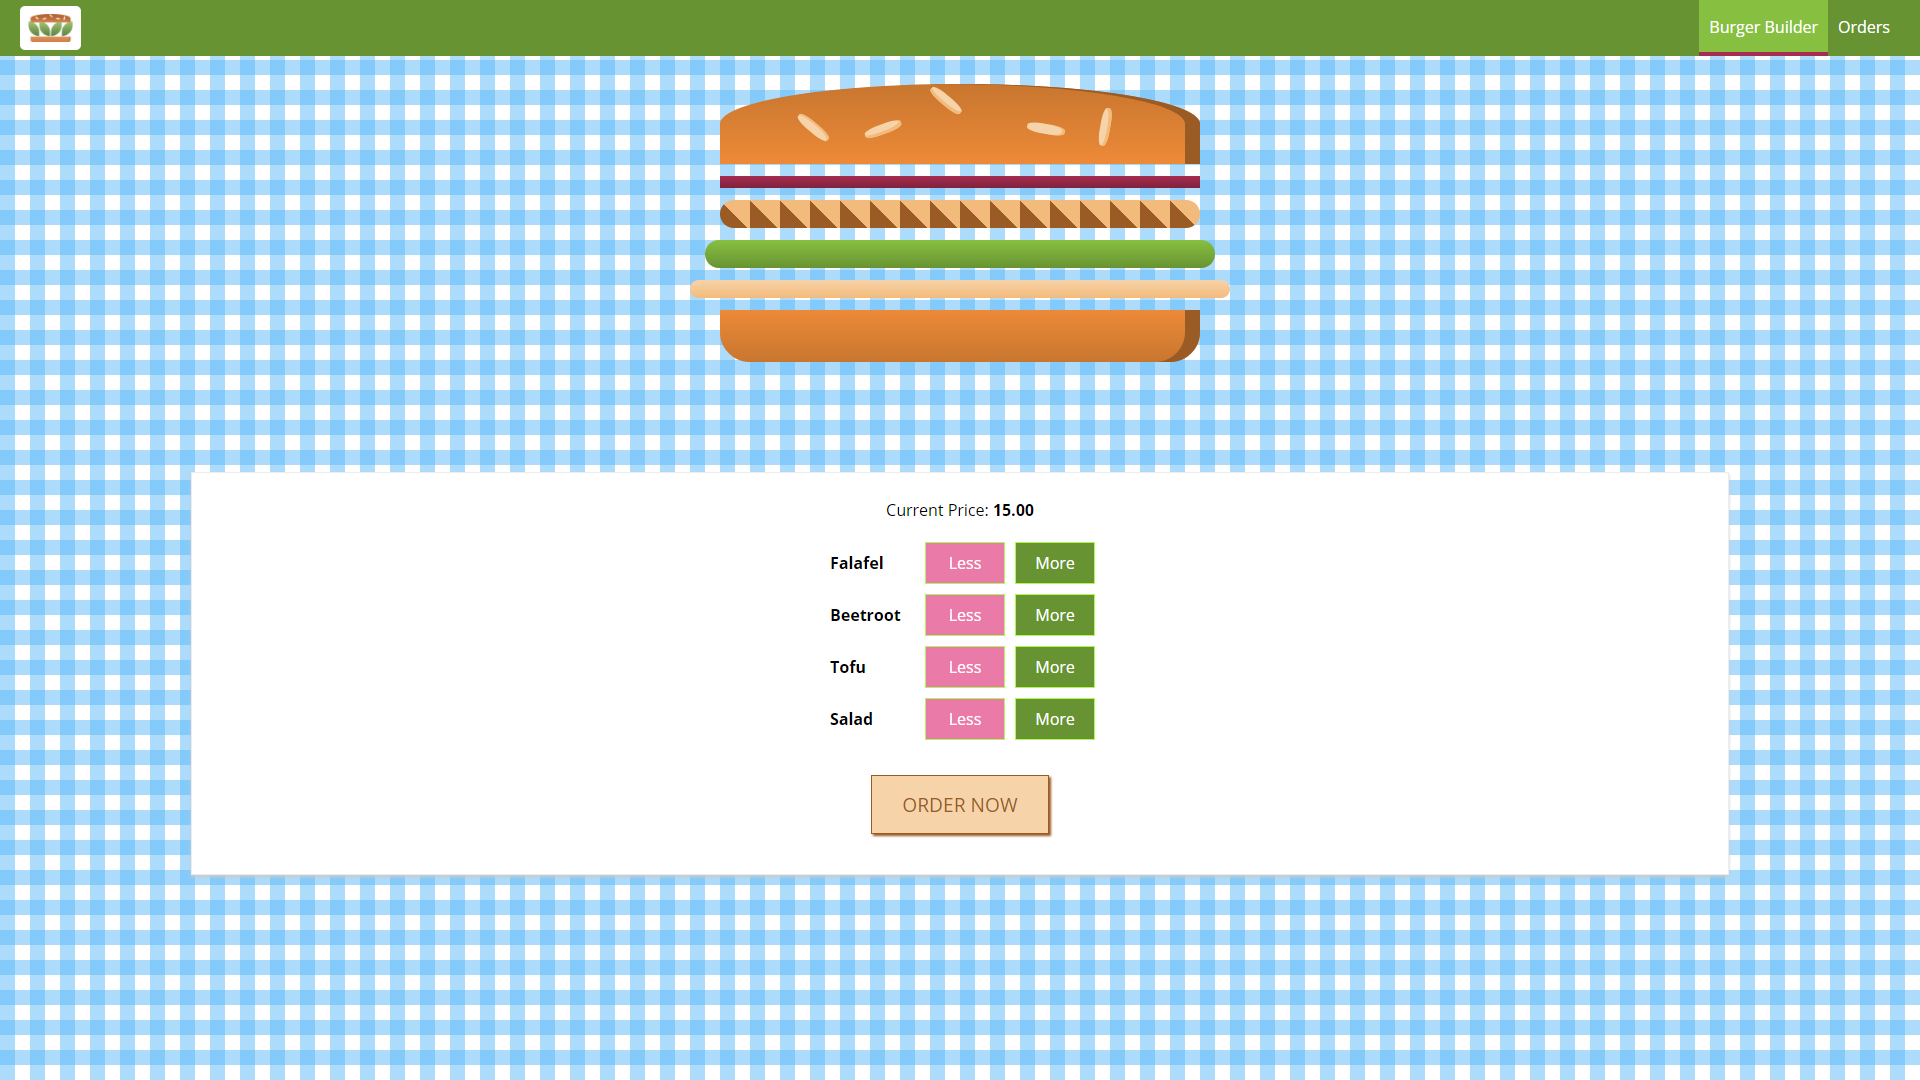 Burger Builder Orders
Current Price: 15.00
Falafel Less More
Beetroot Less More
Tofu Less More
Salad Less More
ORDER NOW